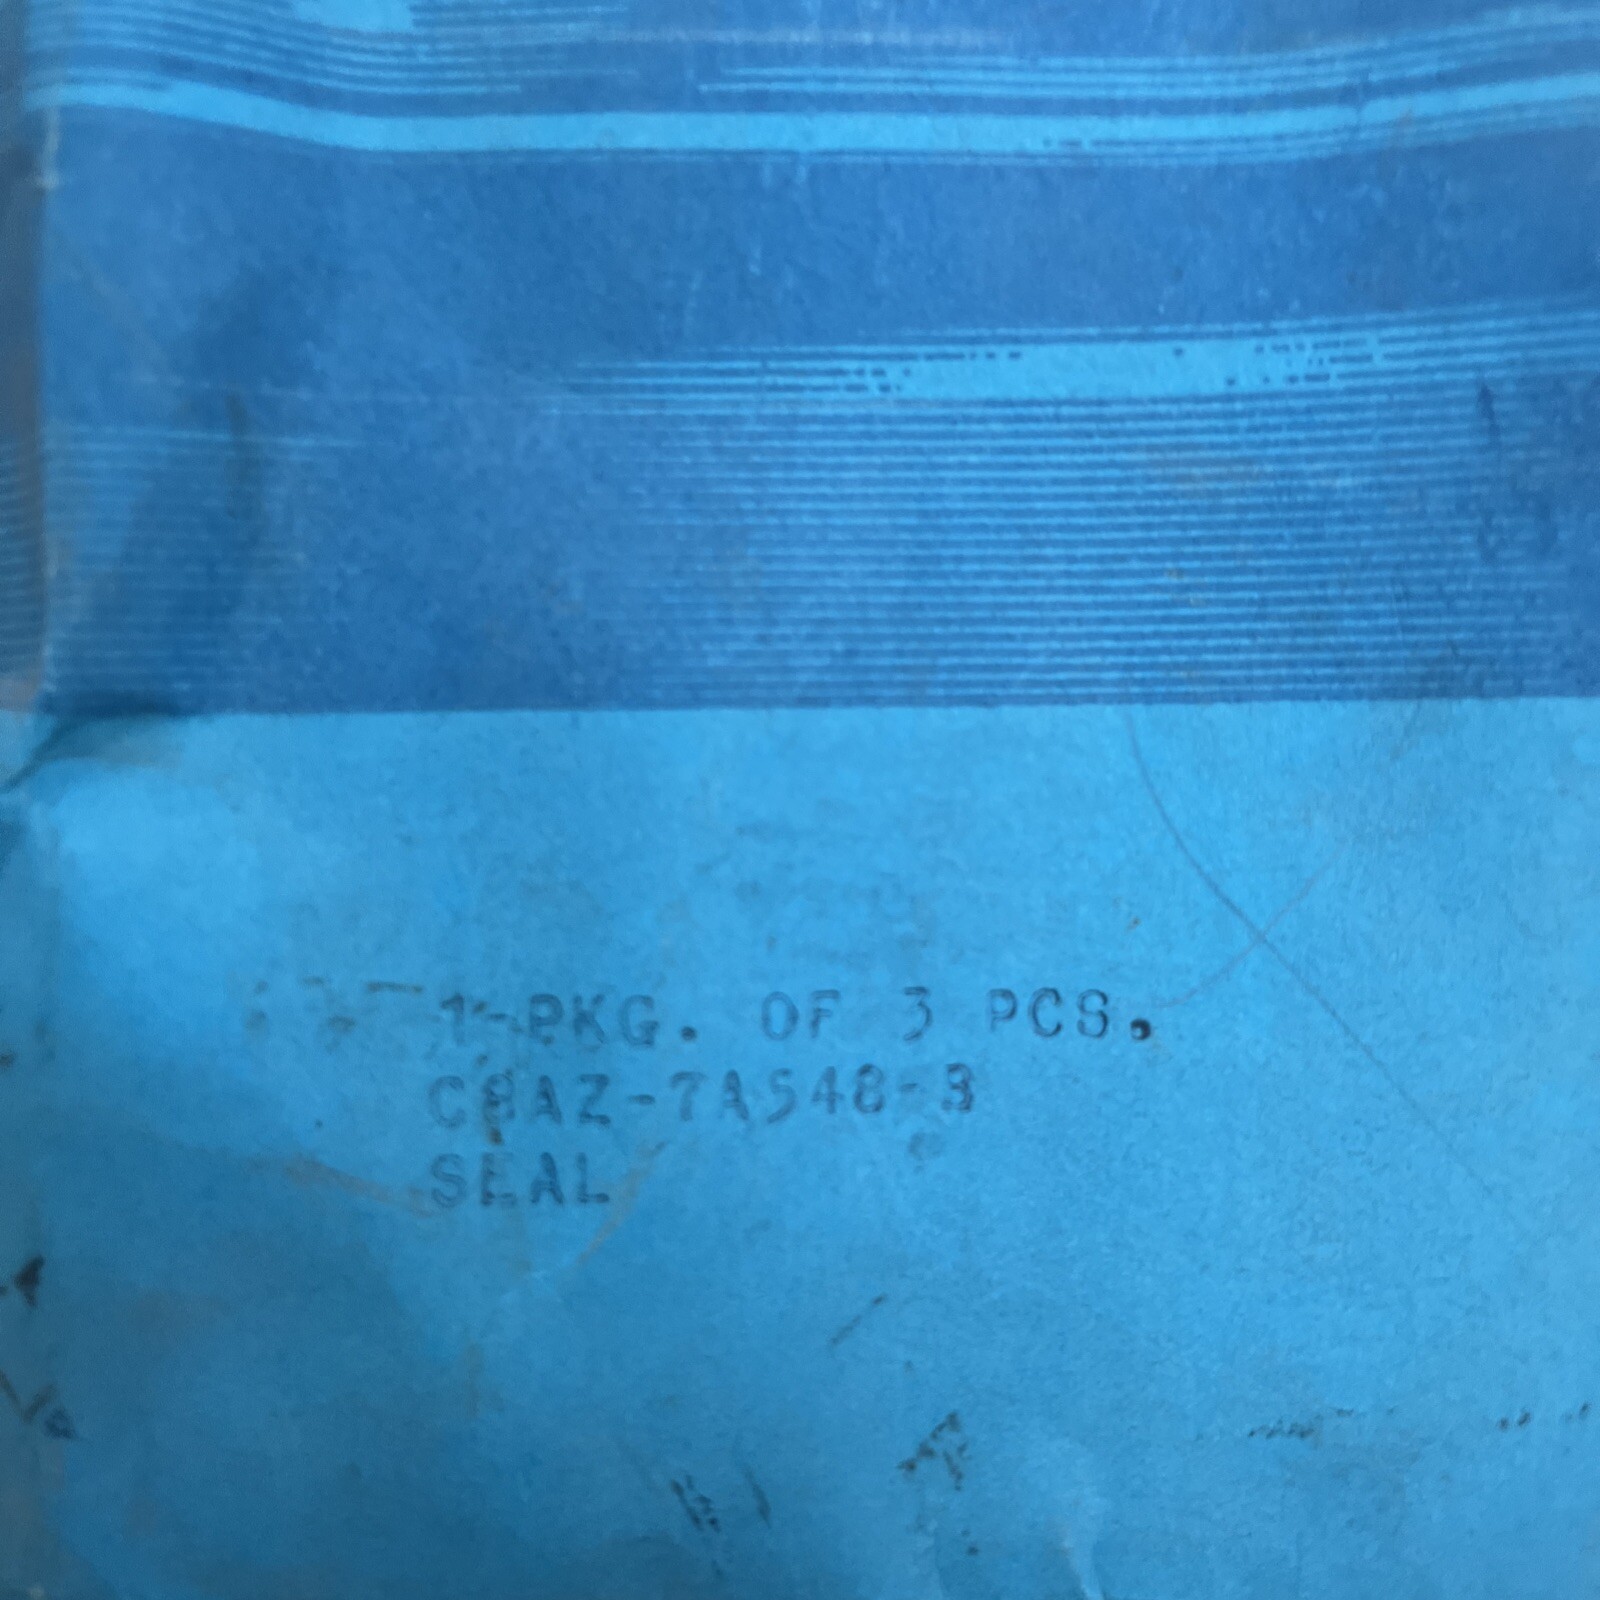 1-PKG. OF 3 PCS.
C8AZ-7A548-B
SEAL